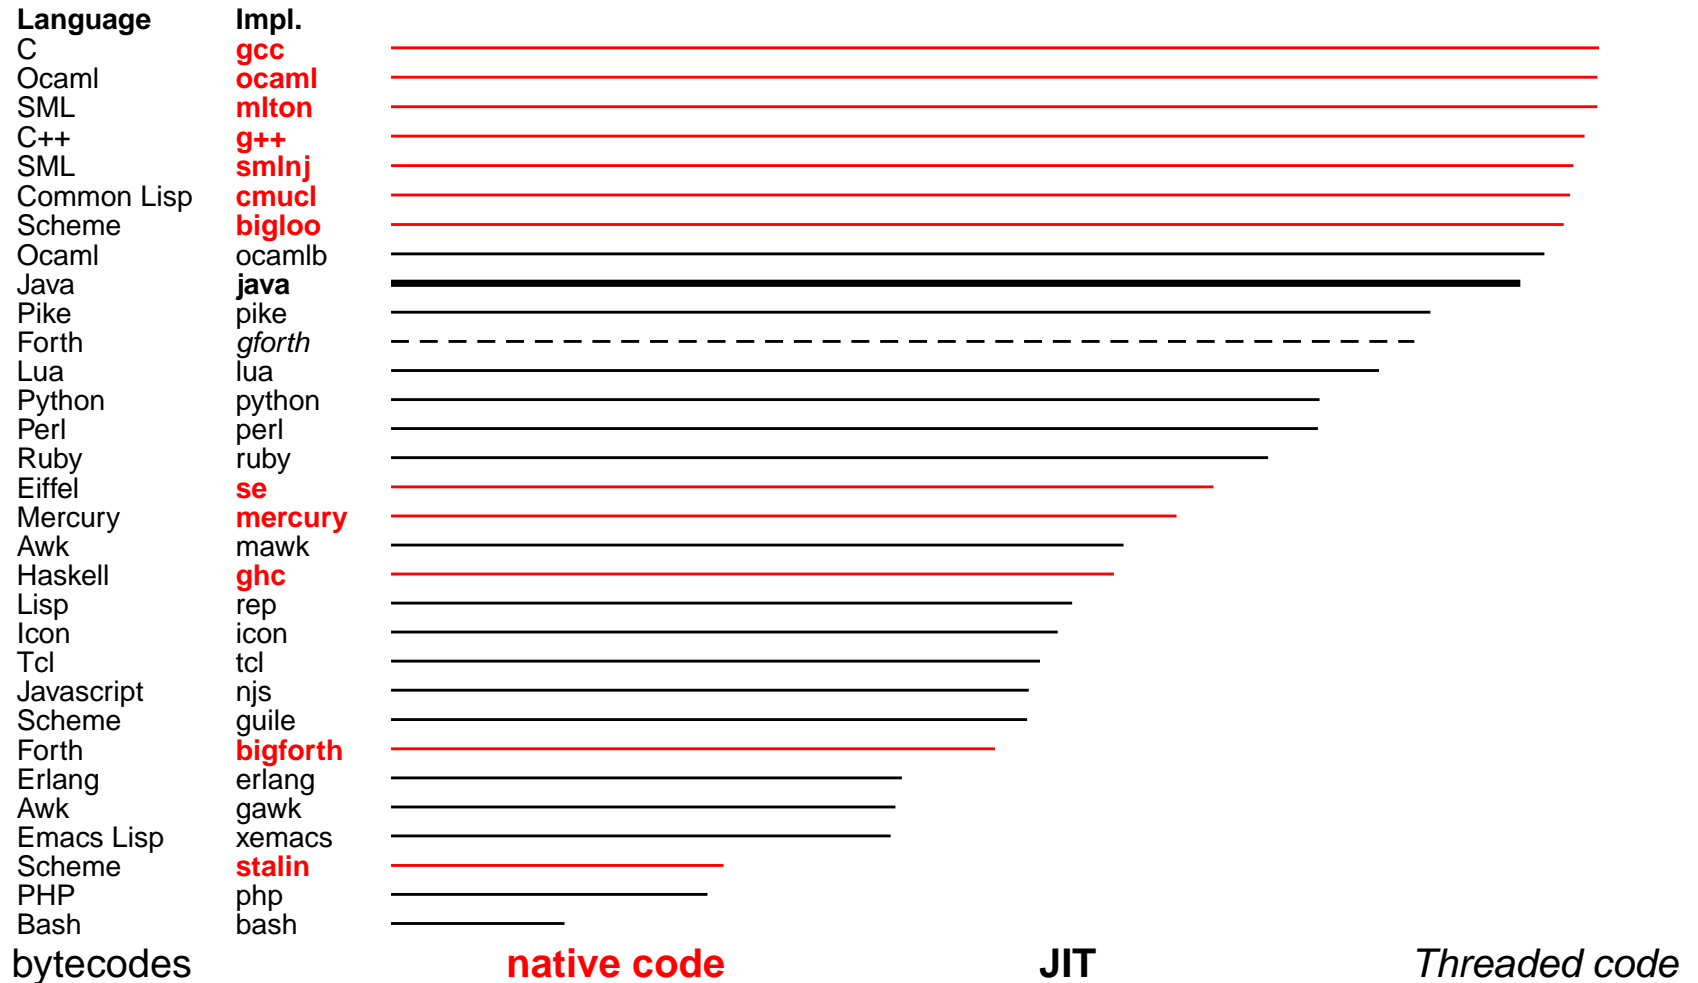 Language Impl.
C gcc
Ocaml ocaml
SML mlton
C++ g++
SML smlnj
Common Lisp cmucl
Scheme bigloo
Ocaml ocamlb
Java java
Pike pike
Forth gforth
Lua lua
Python python
Perl perl
Ruby ruby
Eiffel se
Mercury mercury
Awk mawk
Haskell ghc
Lisp rep
Icon icon
Tcl tcl
Javascript njs
Scheme guile
Forth bigforth
Erlang erlang
Awk gawk
Emacs Lisp xemacs
Scheme stalin
PHP php
Bash bash
bytecodes native code JIT Threaded code